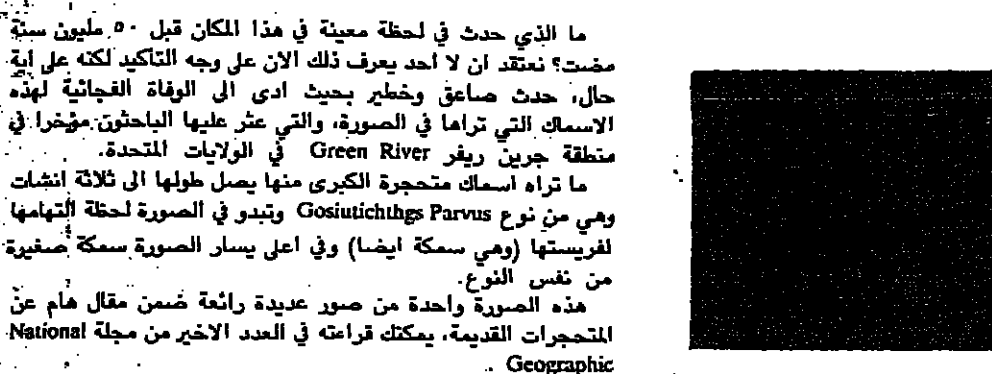 ما الذي حدث في لحظة معينة في هذا المكان قبل ٥٠ مليون سنة
مضت؟ نعتقد ان لا احد يعرف ذلك الان على وجه التأكيد لكنه على اية
حال، حدث صاعق وخطير بحيث ادى الى الوفاة الفجائية لهذه
الاسماك التي تراها في الصورة، والتي عثر عليها الباحثون مؤخرا في
منطقة جرين ريفر Green River في الولايات المتحدة.
ما تراه اسماك متحجرة الكبرى منها يصل طولها الى ثلاثة انشات
وهي من نوع Gosiutichthgs Parvus وتبدو في الصورة لحظة التهامها
لفريستها (وهي سمكة ايضا) وفي اعلى يسار الصورة سمكة صغيرة
من نفس النوع.
هذه الصورة واحدة من صور عديدة رائعة ضمن مقال هام عن
المتحجرات القديمة، يمكنك قراءته في العدد الاخير من مجلة National
Geographic .